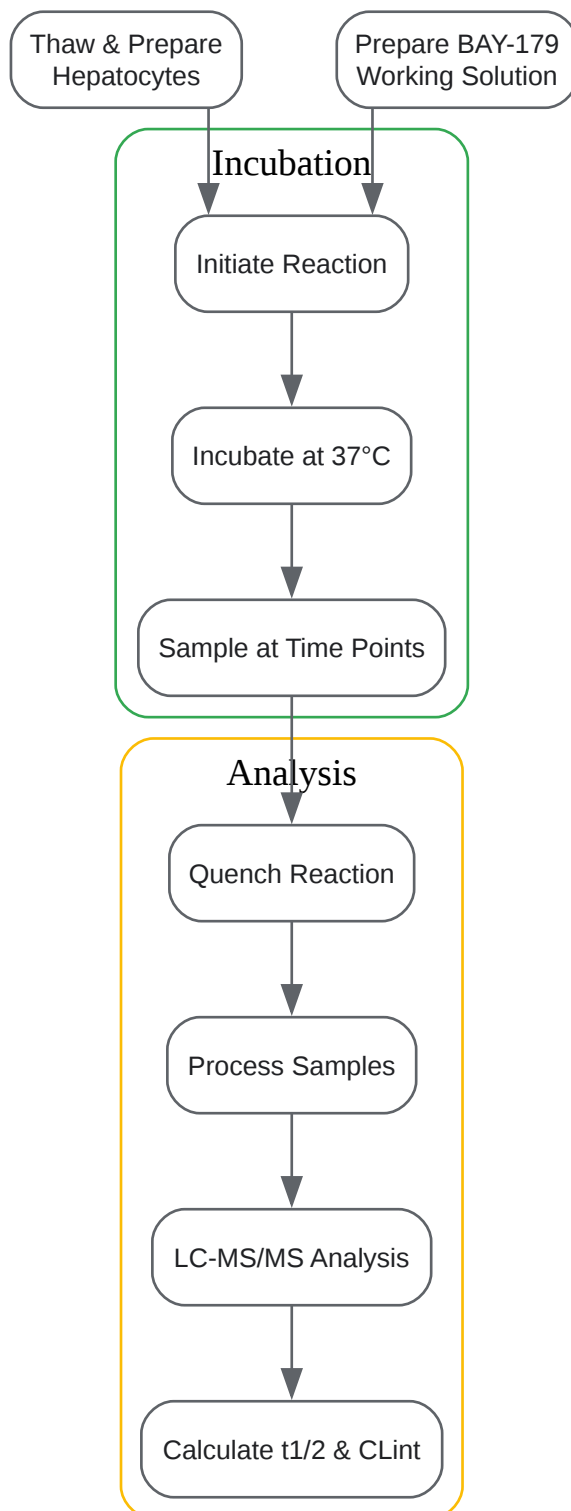 Thaw & Prepare
Hepatocytes
Prepare BAY-179
Working Solution
Incubation
Initiate Reaction
Incubate at 37°C
Sample at Time Points
Analysis
Quench Reaction
Process Samples
LC-MS/MS Analysis
Calculate t1/2 & CLint